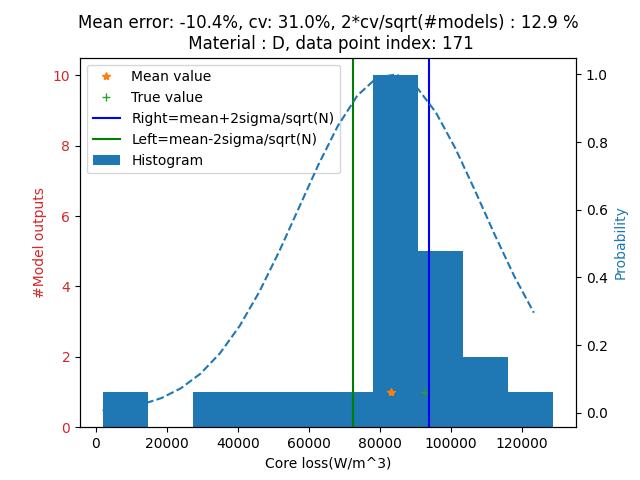 Mean error: -10.4%, cv: 31.0%, 2*cv/sqrt(#models) : 12.9 %
Material : D, data point index: 171
Mean value
True value
Right=mean+2sigma/sqrt(N)
Left=mean-2sigma/sqrt(N)
Histogram
#Model outputs
10
8
6
4
2
0
1.0
0.8
0.6
0.4
0.2
0.0
Probability
0 20000 40000 60000 80000 100000 120000
Core loss(W/m^3)